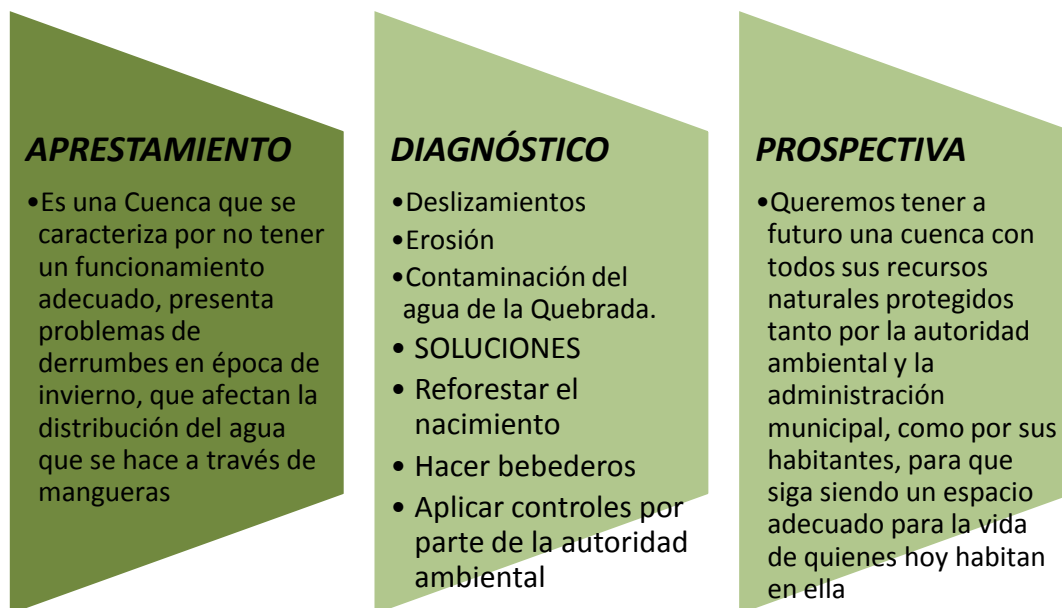 APRESTAMIENTO
•Es una Cuenca que se
caracteriza por no tener
un funcionamiento
adecuado, presenta
problemas de
derrumbes en época de
invierno, que afectan la
distribución del agua
que se hace a través de
mangueras
DIAGNÓSTICO
•Deslizamientos
•Erosión
•Contaminación del
agua de la Quebrada.
• SOLUCIONES
• Reforestar el
nacimiento
• Hacer bebederos
• Aplicar controles por
parte de la autoridad
ambiental
PROSPECTIVA
•Queremos tener a
futuro una cuenca con
todos sus recursos
naturales protegidos
tanto por la autoridad
ambiental y la
administración
municipal, como por sus
habitantes, para que
siga siendo un espacio
adecuado para la vida
de quienes hoy habitan
en ella